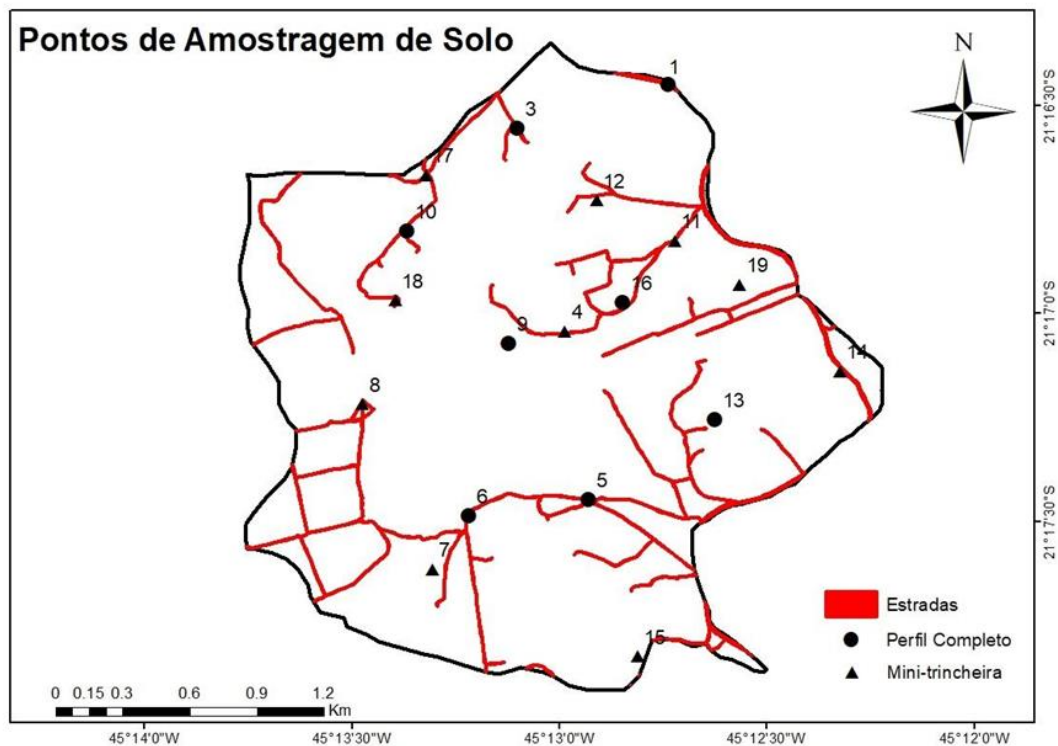 Pontos de Amostragem de Solo
N
1
3
17
12
10
11
18
19
16
4
9
14
8
13
5
6
7
15
21°16'30"S
21°17'0"S
21°17'30"S
Estradas
Perfil Completo
Mini-trincheira
0 0.15 0.3 0.6 0.9 1.2
Km
45°14'0"W 45°13'30"W 45°13'0"W 45°12'30"W 45°12'0"W